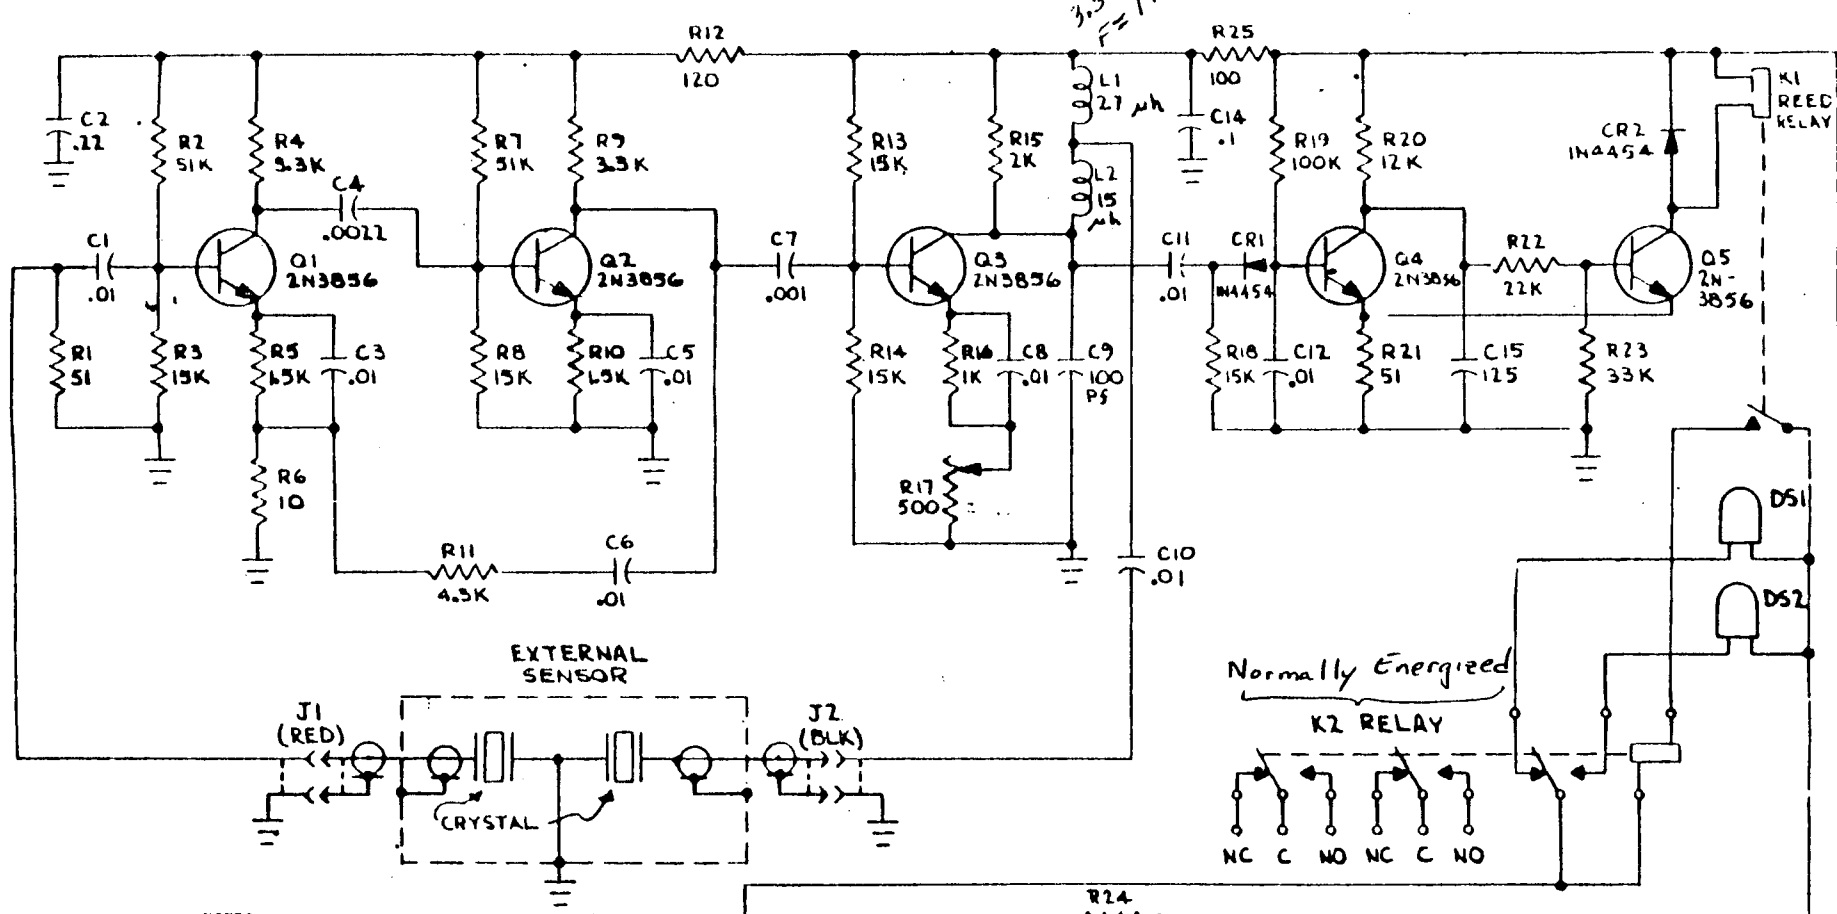 3.3
F= 1
R12
120
R25
100
C2
.22
R2
51K
R4
3.3K
C4
.0022
R7
51K
R9
3.3K
R13
15K
R15
2K
L1
27 μh
L2
15
μh
C14
.1
R19
100K
R20
12K
CR2
1N4454
K1
REED
RELAY
C1
.01
Q1
2N3856
Q2
2N3856
C7
.001
Q3
2N3856
C11
.01
CR1
1N4454
Q4
2N3856
R22
22K
Q5
2N-
3856
R1
51
R3
15K
R5
1.5K
C3
.01
R8
15K
R10
1.5K
C5
.01
R14
15K
R16
1K
C8
.01
C9
100
Pf
R18
15K
C12
.01
R21
51
C15
125
R23
33K
R6
10
R17
500
R11
4.3K
C6
.01
C10
.01
DS1
DS2
EXTERNAL
SENSOR
J1
(RED)
J2
(BLK)
CRYSTAL
Normally Energized
K2 RELAY
NC C NO NC C NO
R24